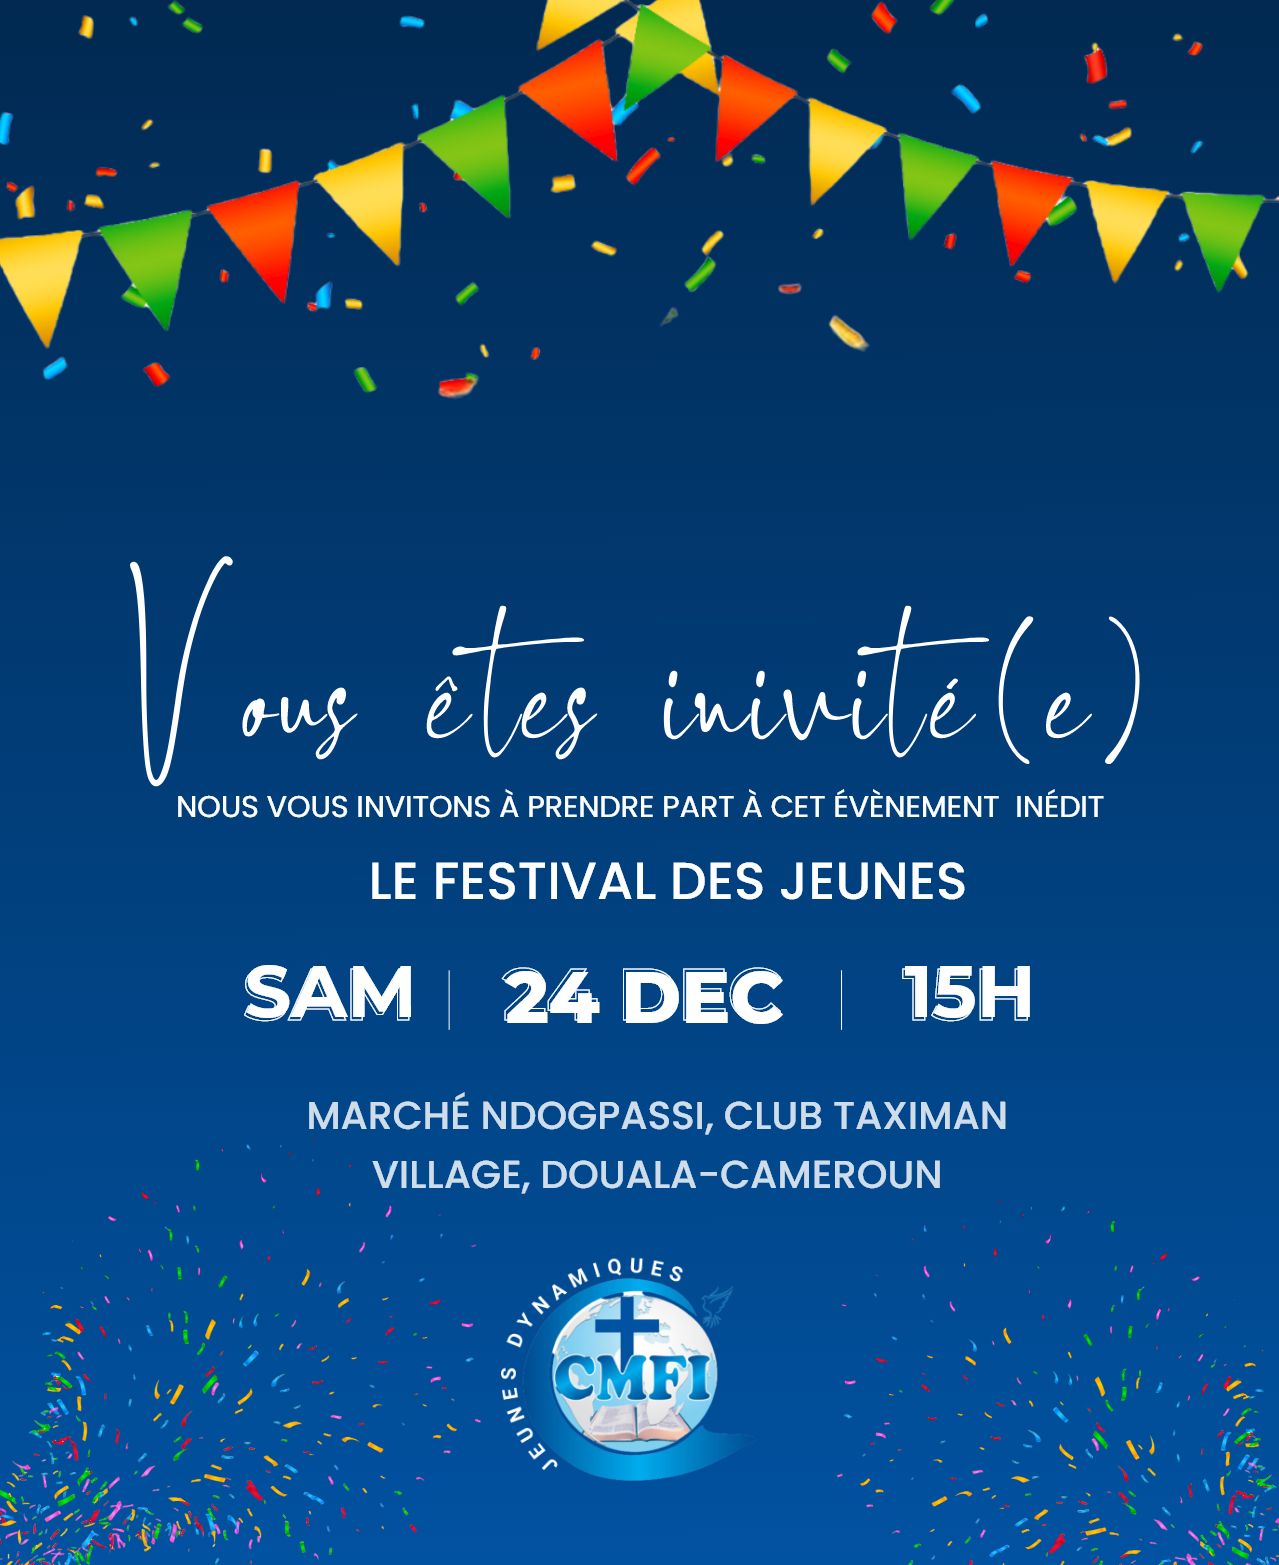 Vous êtes inivité(e)
NOUS VOUS INVITONS À PRENDRE PART À CET ÉVÈNEMENT INÉDIT
LE FESTIVAL DES JEUNES
SAM | 24 DEC | 15H
MARCHÉ NDOGPASSI, CLUB TAXIMAN
VILLAGE, DOUALA-CAMEROUN
JEUNES DYNAMIQUES
CMFI